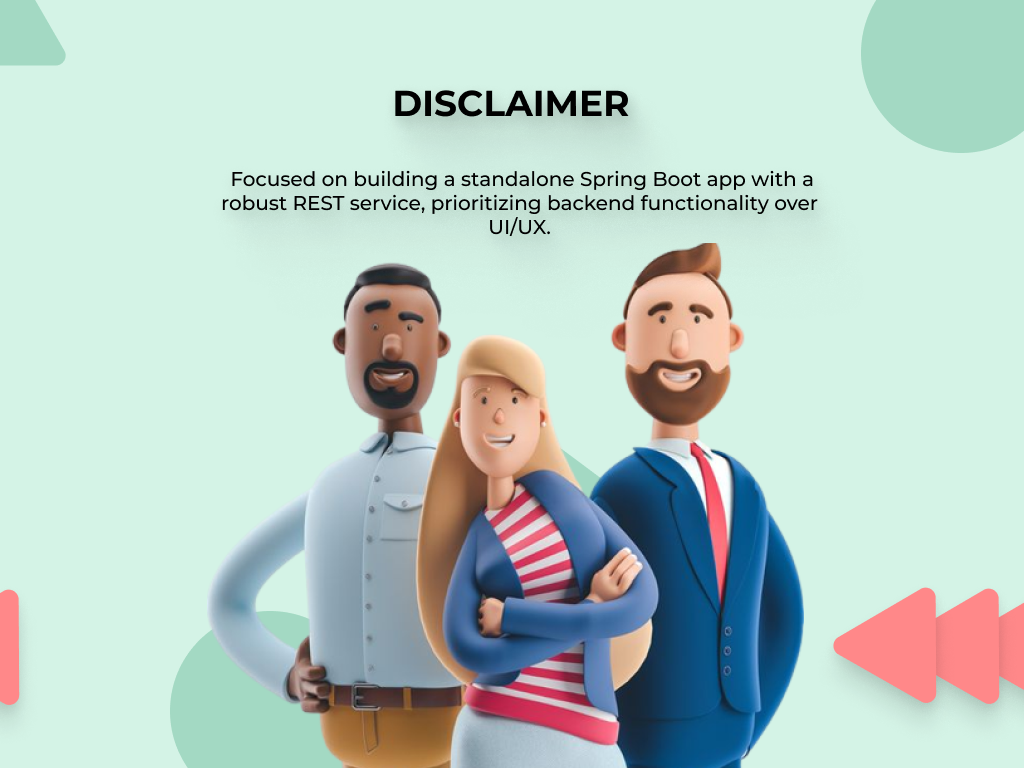 DISCLAIMER
Focused on building a standalone Spring Boot app with a
robust REST service, prioritizing backend functionality over
UI/UX.